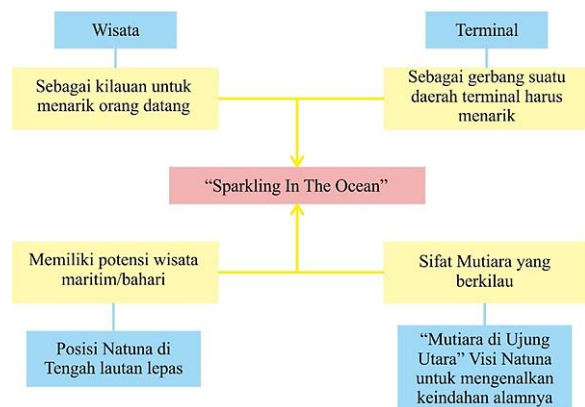 Wisata
Terminal
Sebagai kilauan untuk
menarik orang datang
Sebagai gerbang suatu
daerah terminal harus
menarik
“Sparkling In The Ocean”
Memiliki potensi wisata
maritim/bahari
Sifat Mutiara yang
berkilau
Posisi Natuna di
Tengah lautan lepas
“Mutiara di Ujung
Utara” Visi Natuna
untuk mengenalkan
keindahan alamnya